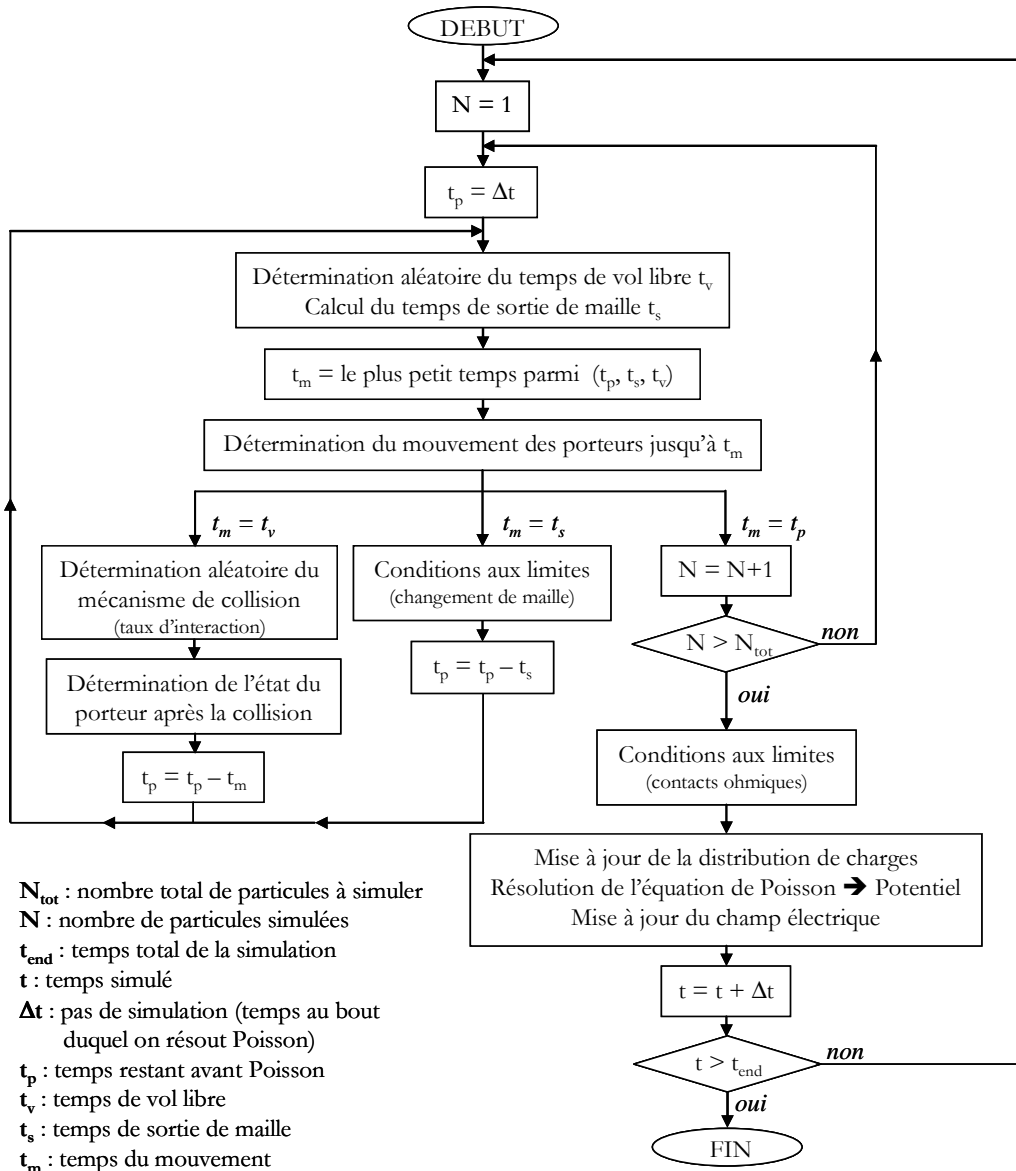 DEBUT
N = 1
t_p = Δt
Détermination aléatoire du temps de vol libre t_v
Calcul du temps de sortie de maille t_s
t_m = le plus petit temps parmi (t_p, t_s, t_v)
Détermination du mouvement des porteurs jusqu'à t_m
t_m = t_v
Détermination aléatoire du
mécanisme de collision
(taux d'interaction)
Détermination de l'état du
porteur après la collision
t_p = t_p – t_m
t_m = t_s
Conditions aux limites
(changement de maille)
t_p = t_p – t_s
t_m = t_p
N = N+1
N > N_tot
non
oui
Conditions aux limites
(contacts ohmiques)
Mise à jour de la distribution de charges
Résolution de l'équation de Poisson ➔ Potentiel
Mise à jour du champ électrique
t = t + Δt
t > t_end
non
oui
FIN
N_tot : nombre total de particules à simuler
N : nombre de particules simulées
t_end : temps total de la simulation
t : temps simulé
Δt : pas de simulation (temps au bout
duquel on résout Poisson)
t_p : temps restant avant Poisson
t_v : temps de vol libre
t_s : temps de sortie de maille
t_m : temps du mouvement